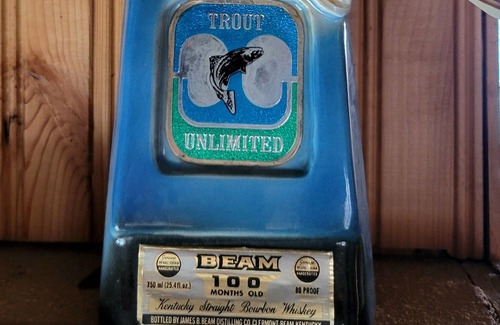 TROUT
UNLIMITED
BEAM
750 ml (25.4 fl. oz.)
100
80 PROOF
MONTHS OLD
Kentucky Straight Bourbon Whiskey
BOTTLED BY JAMES B. BEAM DISTILLING CO. CLERMONT BEAM, KENTUCKY